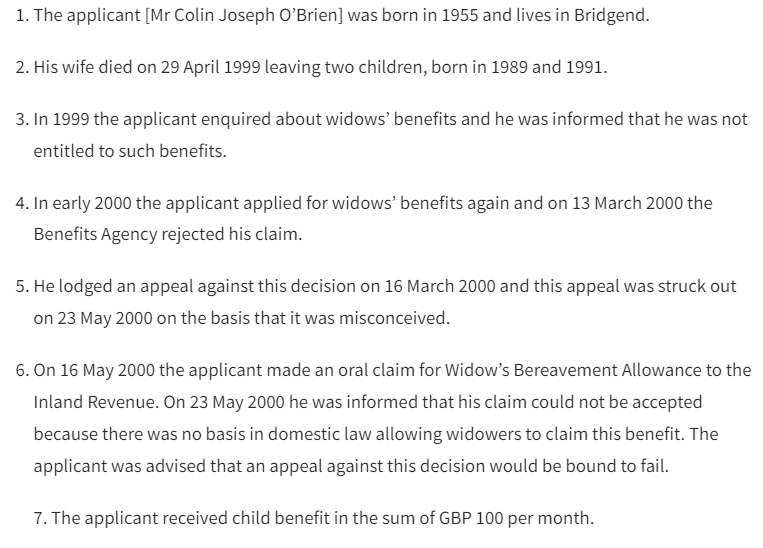 1. The applicant [Mr Colin Joseph O’Brien] was born in 1955 and lives in Bridgend.
2. His wife died on 29 April 1999 leaving two children, born in 1989 and 1991.
3. In 1999 the applicant enquired about widows’ benefits and he was informed that he was not
entitled to such benefits.
4. In early 2000 the applicant applied for widows’ benefits again and on 13 March 2000 the
Benefits Agency rejected his claim.
5. He lodged an appeal against this decision on 16 March 2000 and this appeal was struck out
on 23 May 2000 on the basis that it was misconceived.
6. On 16 May 2000 the applicant made an oral claim for Widow’s Bereavement Allowance to the
Inland Revenue. On 23 May 2000 he was informed that his claim could not be accepted
because there was no basis in domestic law allowing widowers to claim this benefit. The
applicant was advised that an appeal against this decision would be bound to fail.
7. The applicant received child benefit in the sum of GBP 100 per month.